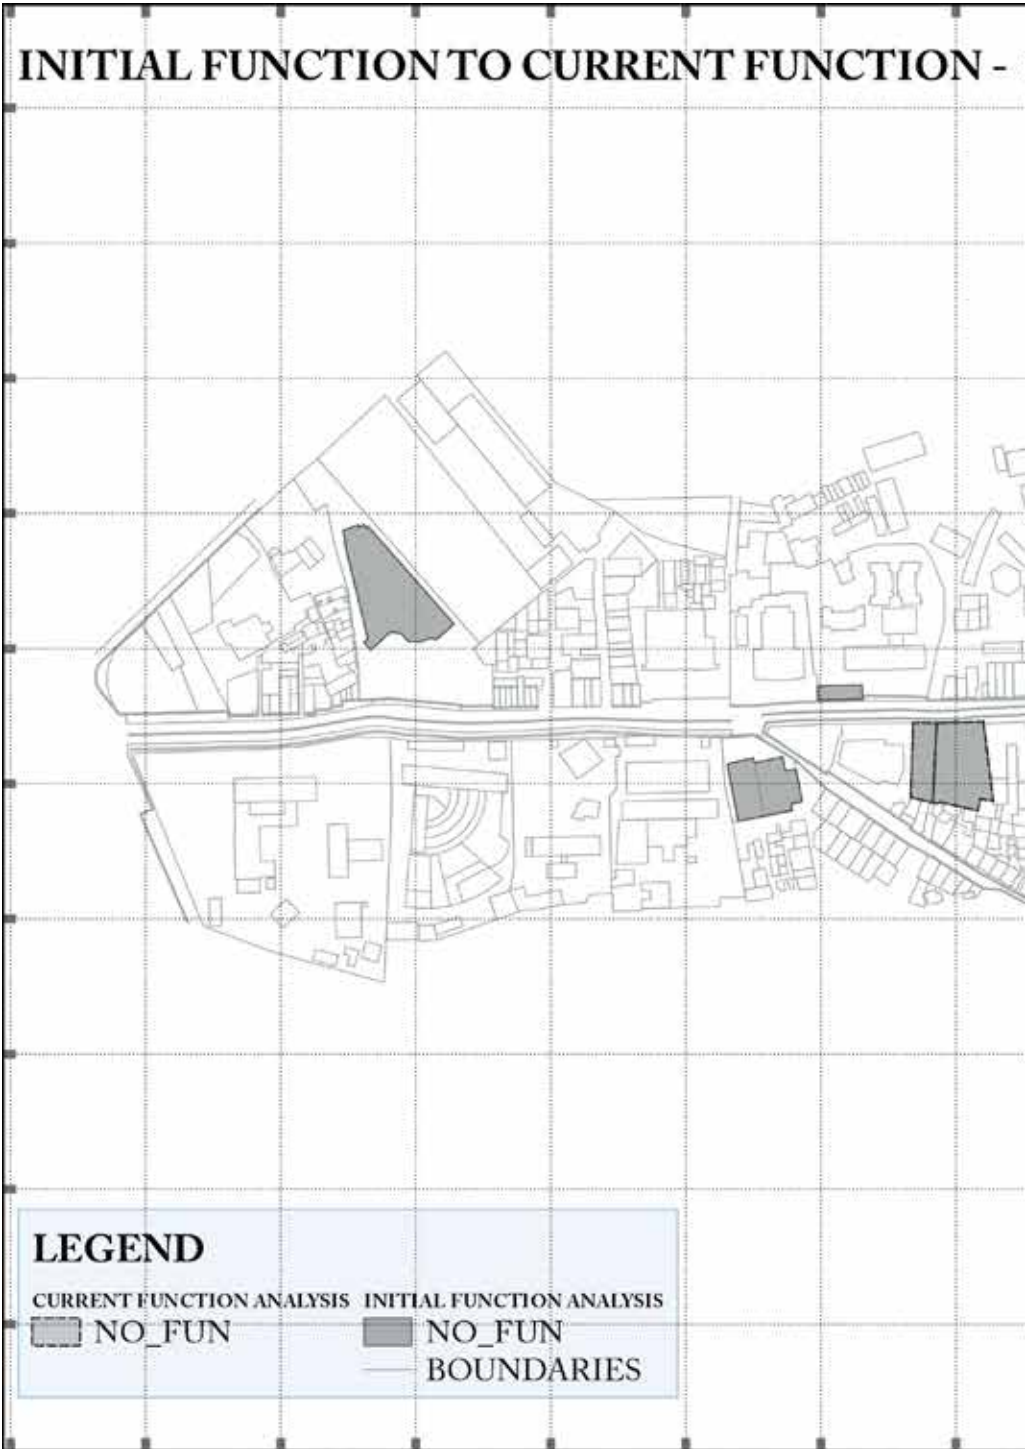 INITIAL FUNCTION TO CURRENT FUNCTION -
LEGEND
CURRENT FUNCTION ANALYSIS INITIAL FUNCTION ANALYSIS
NO_FUN NO_FUN
BOUNDARIES